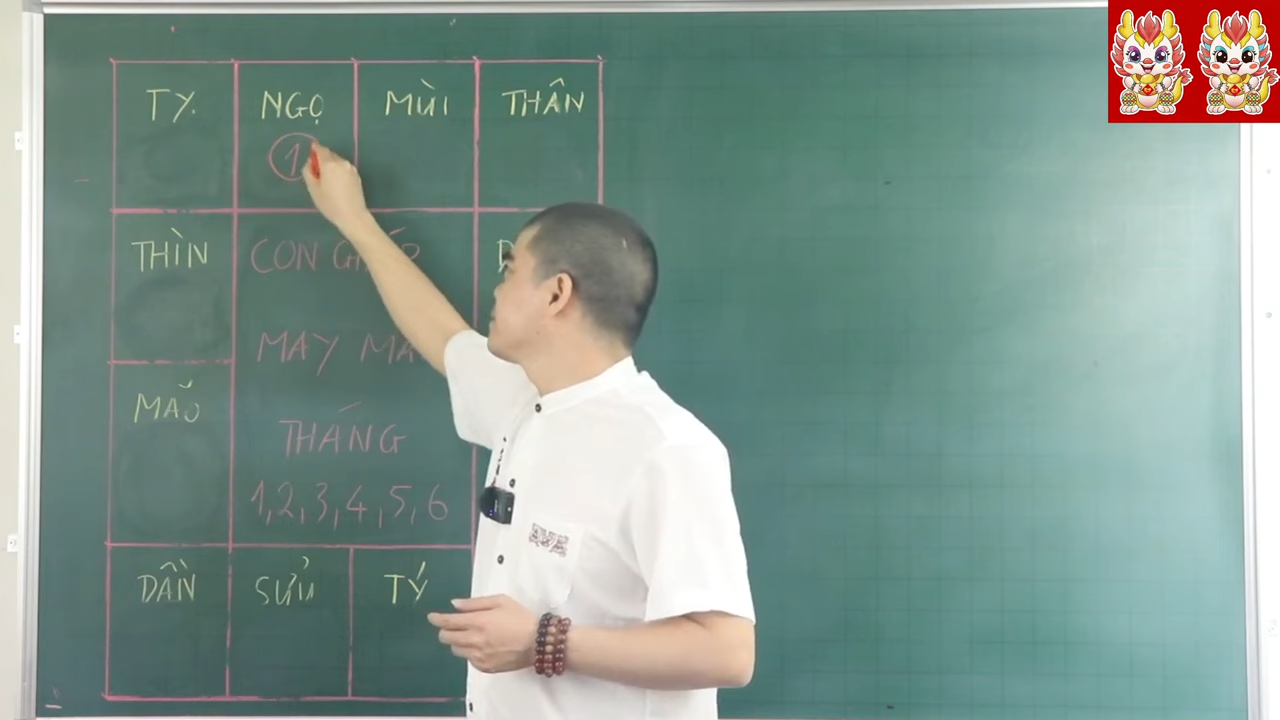 TỴ NGỌ MÙI THÂN
1
THÌN CON
MAY
MÃO THÁNG
1,2,3,4,5,6
DẦN SỬU TÝ